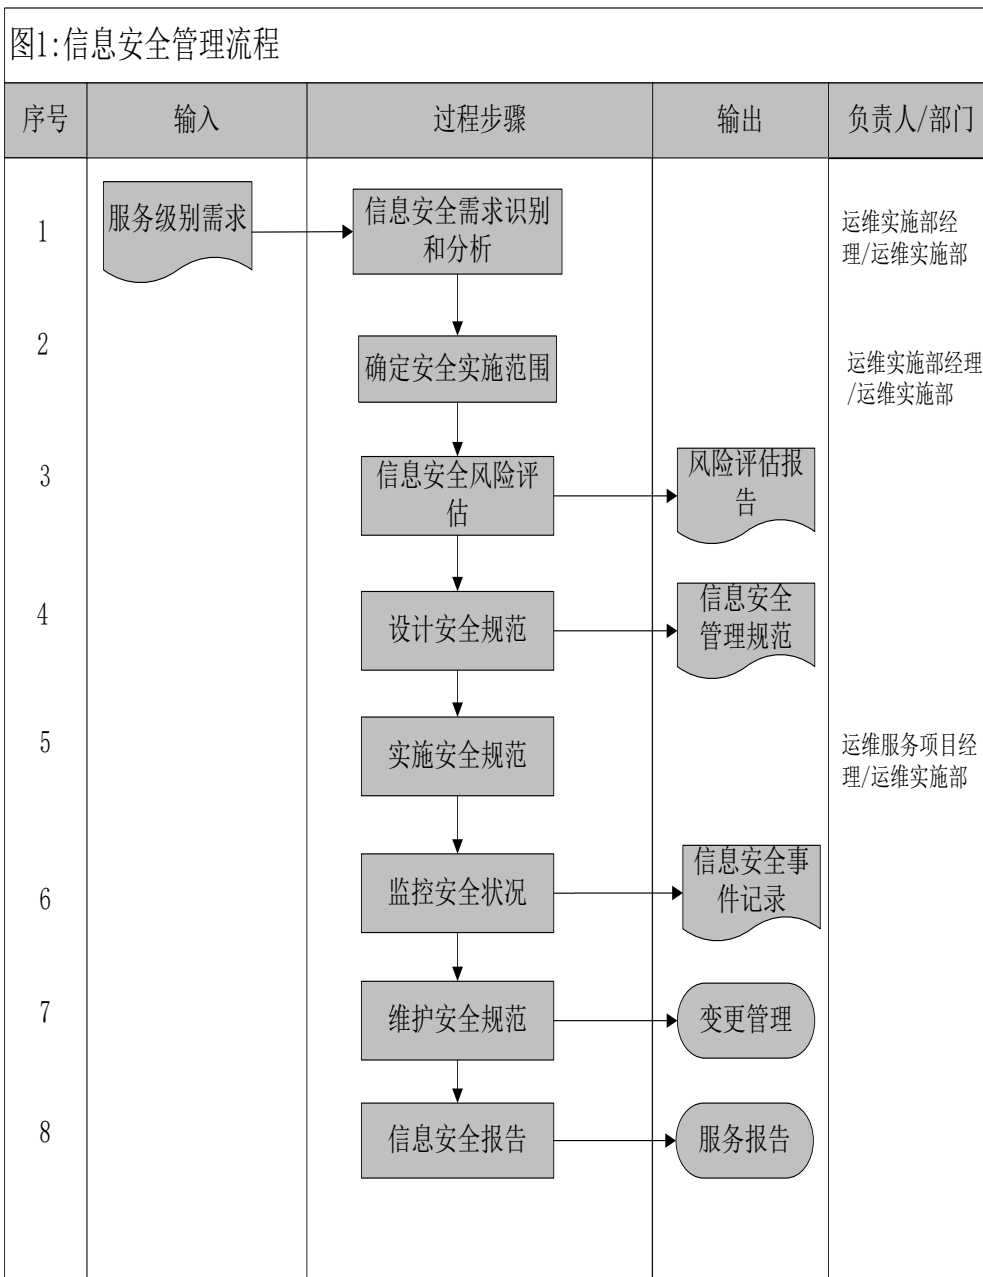 图1:信息安全管理流程
序号 输入 过程步骤 输出 负责人/部门
1
服务级别需求
信息安全需求识别
和分析
运维实施部经
理/运维实施部
2
确定安全实施范围
运维实施部经理
/运维实施部
3
信息安全风险评
估
风险评估报
告
4
设计安全规范
信息安全
管理规范
5
实施安全规范
运维服务项目经
理/运维实施部
6
监控安全状况
信息安全事
件记录
7
维护安全规范
变更管理
8
信息安全报告
服务报告